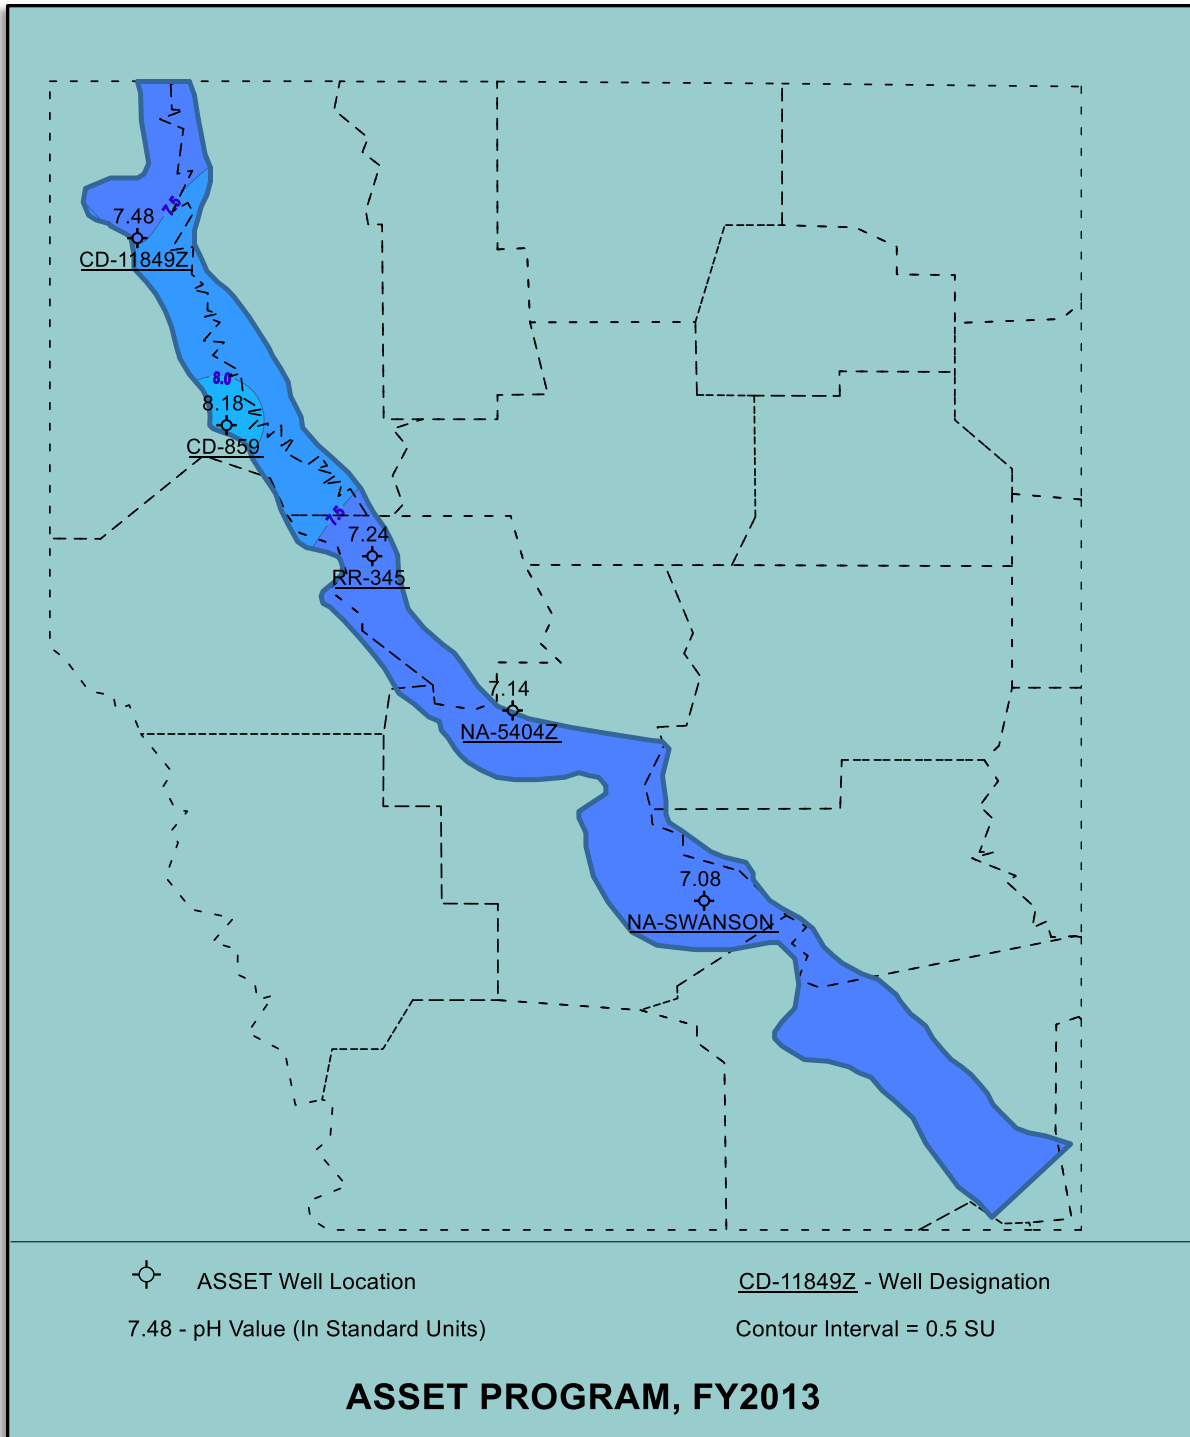 7.5
7.48
CD-11849Z
8.0
8.18
CD-859
7.5
7.24
RR-345
7.14
NA-5404Z
7.08
NA-SWANSON
ASSET Well Location
CD-11849Z - Well Designation
7.48 - pH Value (In Standard Units)
Contour Interval = 0.5 SU
ASSET PROGRAM, FY2013